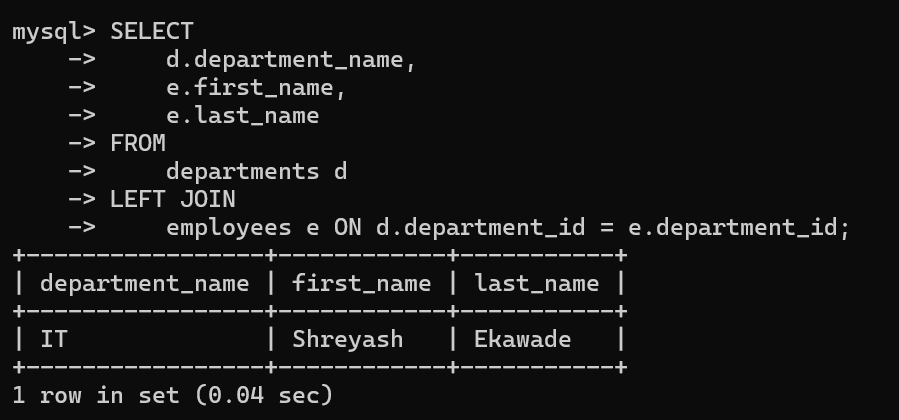 mysql> SELECT
    ->     d.department_name,
    ->     e.first_name,
    ->     e.last_name
    -> FROM
    ->     departments d
    -> LEFT JOIN
    ->     employees e ON d.department_id = e.department_id;
+-----------------+------------+-----------+
| department_name | first_name | last_name |
+-----------------+------------+-----------+
| IT              | Shreyash   | Ekawade   |
+-----------------+------------+-----------+
1 row in set (0.04 sec)